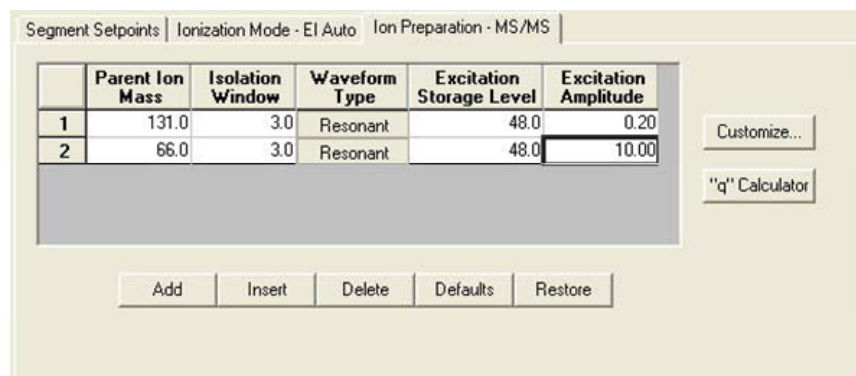 Segment Setpoints | Ionization Mode - EI Auto | Ion Preparation - MS/MS
Parent Ion Mass Isolation Window Waveform Type Excitation Storage Level Excitation Amplitude
1 131.0 3.0 Resonant 48.0 0.20
2 66.0 3.0 Resonant 48.0 10.00
Customize...
"q" Calculator
Add Insert Delete Defaults Restore